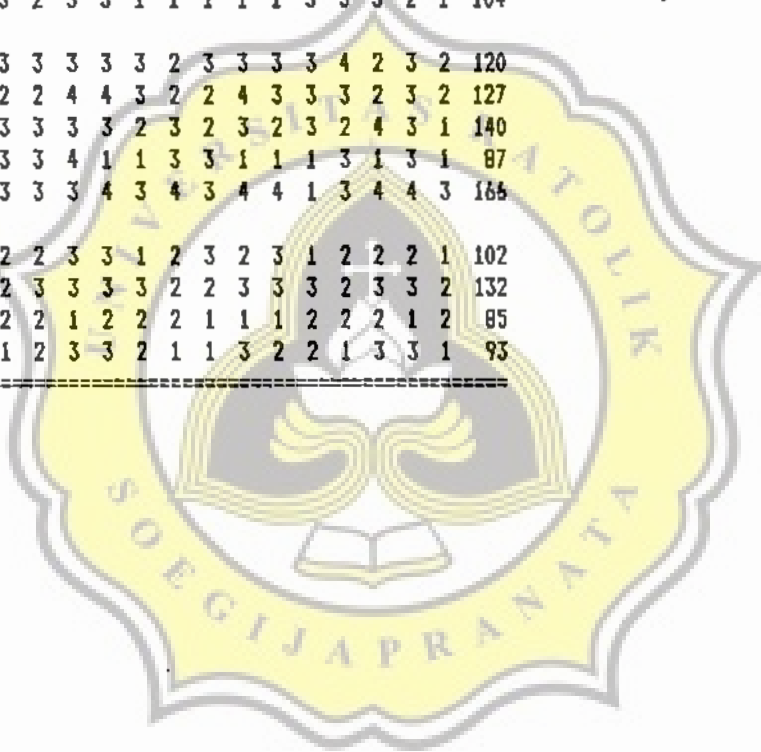 3 3 3 3 3 2 3 3 3 3 4 2 3 2 120
2 2 4 4 3 2 2 4 3 3 3 2 3 2 127
3 3 3 3 2 3 2 3 2 3 2 4 3 1 140
3 3 4 1 1 3 3 1 1 1 3 1 3 1 87
3 3 3 4 3 4 3 4 4 1 3 4 4 3 166
2 2 3 3 1 2 3 2 3 1 2 2 2 1 102
2 3 3 3 3 2 2 3 3 3 2 3 3 2 132
2 2 1 2 2 2 1 1 1 2 2 2 1 2 85
1 2 3 3 2 1 1 3 2 2 1 3 3 1 93
UNIVERSITAS KATOLIK
SOEGIJAPRANATA